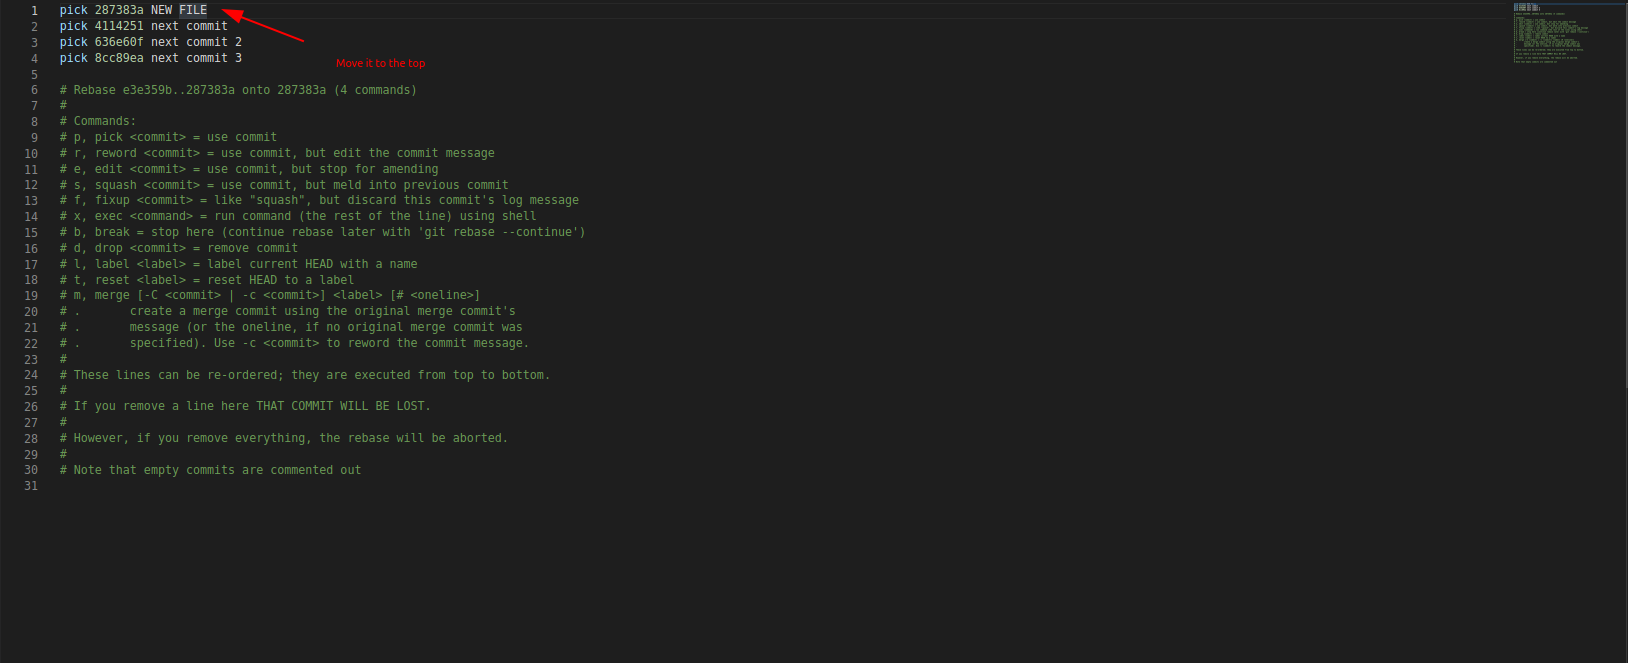 1 pick 287383a NEW FILE
2 pick 4114251 next commit
3 pick 636e60f next commit 2
4 pick 8cc89ea next commit 3
Move it to the top
5
6 # Rebase e3e359b..287383a onto 287383a (4 commands)
7 #
8 # Commands:
9 # p, pick <commit> = use commit
10 # r, reword <commit> = use commit, but edit the commit message
11 # e, edit <commit> = use commit, but stop for amending
12 # s, squash <commit> = use commit, but meld into previous commit
13 # f, fixup <commit> = like "squash", but discard this commit's log message
14 # x, exec <command> = run command (the rest of the line) using shell
15 # b, break = stop here (continue rebase later with 'git rebase --continue')
16 # d, drop <commit> = remove commit
17 # l, label <label> = label current HEAD with a name
18 # t, reset <label> = reset HEAD to a label
19 # m, merge [-C <commit> | -c <commit>] <label> [# <oneline>]
20 # .       create a merge commit using the original merge commit's
21 # .       message (or the oneline, if no original merge commit was
22 # .       specified). Use -c <commit> to reword the commit message.
23 #
24 # These lines can be re-ordered; they are executed from top to bottom.
25 #
26 # If you remove a line here THAT COMMIT WILL BE LOST.
27 #
28 # However, if you remove everything, the rebase will be aborted.
29 #
30 # Note that empty commits are commented out
31